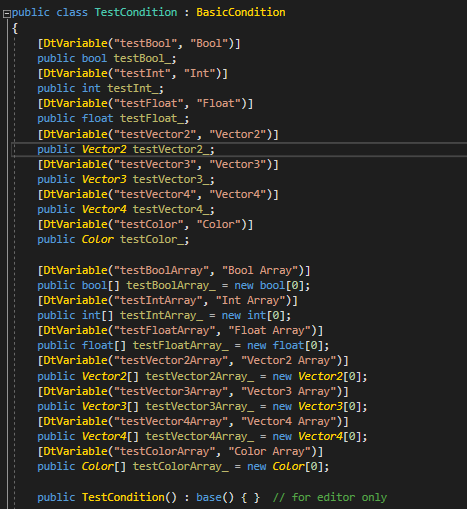 public class TestCondition : BasicCondition
{
[DtVariable("testBool", "Bool")]
public bool testBool_;
[DtVariable("testInt", "Int")]
public int testInt_;
[DtVariable("testFloat", "Float")]
public float testFloat_;
[DtVariable("testVector2", "Vector2")]
public Vector2 testVector2_;
[DtVariable("testVector3", "Vector3")]
public Vector3 testVector3_;
[DtVariable("testVector4", "Vector4")]
public Vector4 testVector4_;
[DtVariable("testColor", "Color")]
public Color testColor_;
[DtVariable("testBoolArray", "Bool Array")]
public bool[] testBoolArray_ = new bool[0];
[DtVariable("testIntArray", "Int Array")]
public int[] testIntArray_ = new int[0];
[DtVariable("testFloatArray", "Float Array")]
public float[] testFloatArray_ = new float[0];
[DtVariable("testVector2Array", "Vector2 Array")]
public Vector2[] testVector2Array_ = new Vector2[0];
[DtVariable("testVector3Array", "Vector3 Array")]
public Vector3[] testVector3Array_ = new Vector3[0];
[DtVariable("testVector4Array", "Vector4 Array")]
public Vector4[] testVector4Array_ = new Vector4[0];
[DtVariable("testColorArray", "Color Array")]
public Color[] testColorArray_ = new Color[0];
public TestCondition() : base() { }  // for editor only